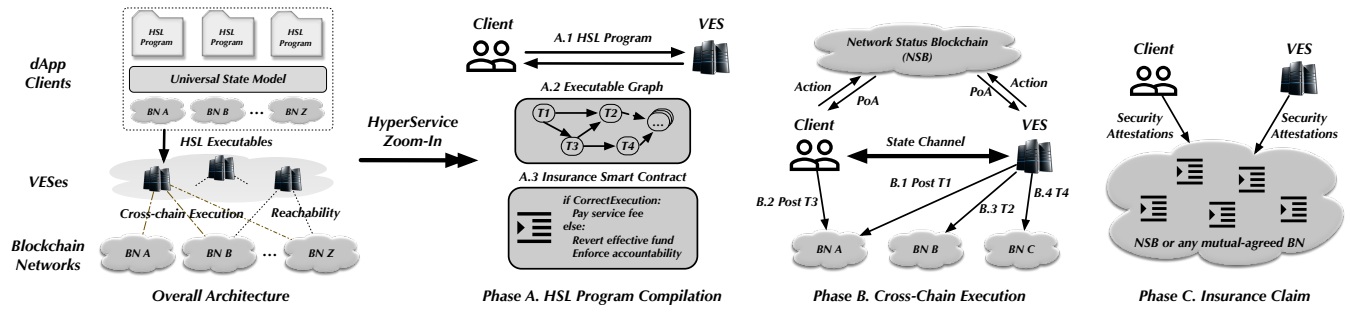 dApp
Clients
HSL
Program
HSL
Program
HSL
Program
Universal State Model
BN A
BN B
...
BN Z
HSL Executables
VESes
Cross-chain Execution
Reachability
Blockchain
Networks
BN A
BN B
...
BN Z
Overall Architecture
HyperService
Zoom-In
Client
VES
A.1 HSL Program
A.2 Executable Graph
T1
T2
...
T3
T4
A.3 Insurance Smart Contract
if CorrectExecution:
Pay service fee
else:
Revert effective fund
Enforce accountability
Phase A. HSL Program Compilation
Network Status Blockchain
(NSB)
Action
PoA
PoA
Action
Client
VES
State Channel
B.1 Post T1
B.2 Post T3
B.3 T2
B.4 T4
BN A
BN B
BN C
Phase B. Cross-Chain Execution
Client
VES
Security
Attestations
Security
Attestations
NSB or any mutual-agreed BN
Phase C. Insurance Claim